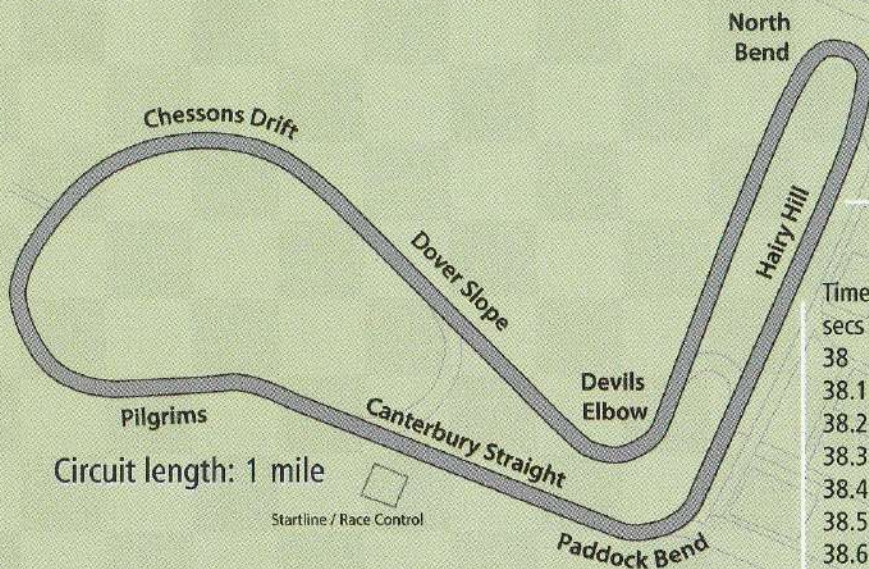 North
Bend
Chessons Drift
Hairy Hill
Dover Slope
Time
secs
38
38.1
38.2
38.3
38.4
38.5
38.6
Devils
Elbow
Pilgrims
Canterbury Straight
Circuit length: 1 mile
Startline / Race Control
Paddock Bend